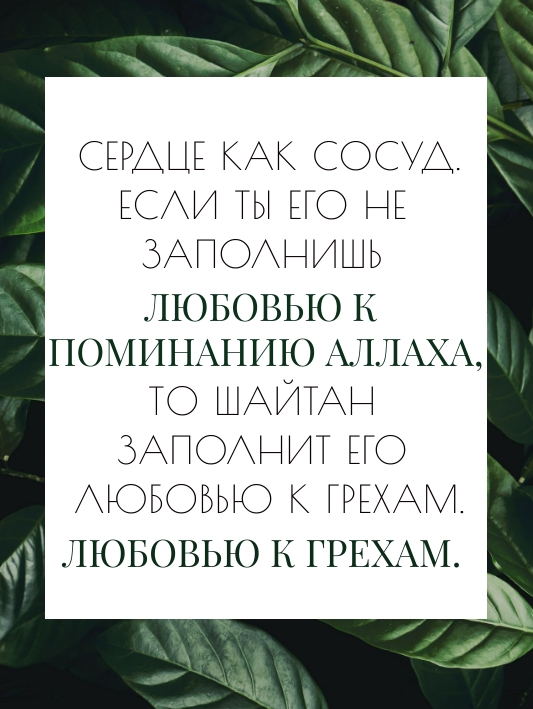 СЕРДЦЕ КАК СОСУД.
ЕСЛИ ТЫ ЕГО НЕ
ЗАПОЛНИШЬ
ЛЮБОВЬЮ К
ПОМИНАНИЮ АЛЛАХА,
ТО ШАЙТАН
ЗАПОЛНИТ ЕГО
ЛЮБОВЬЮ К ГРЕХАМ.
ЛЮБОВЬЮ К ГРЕХАМ.